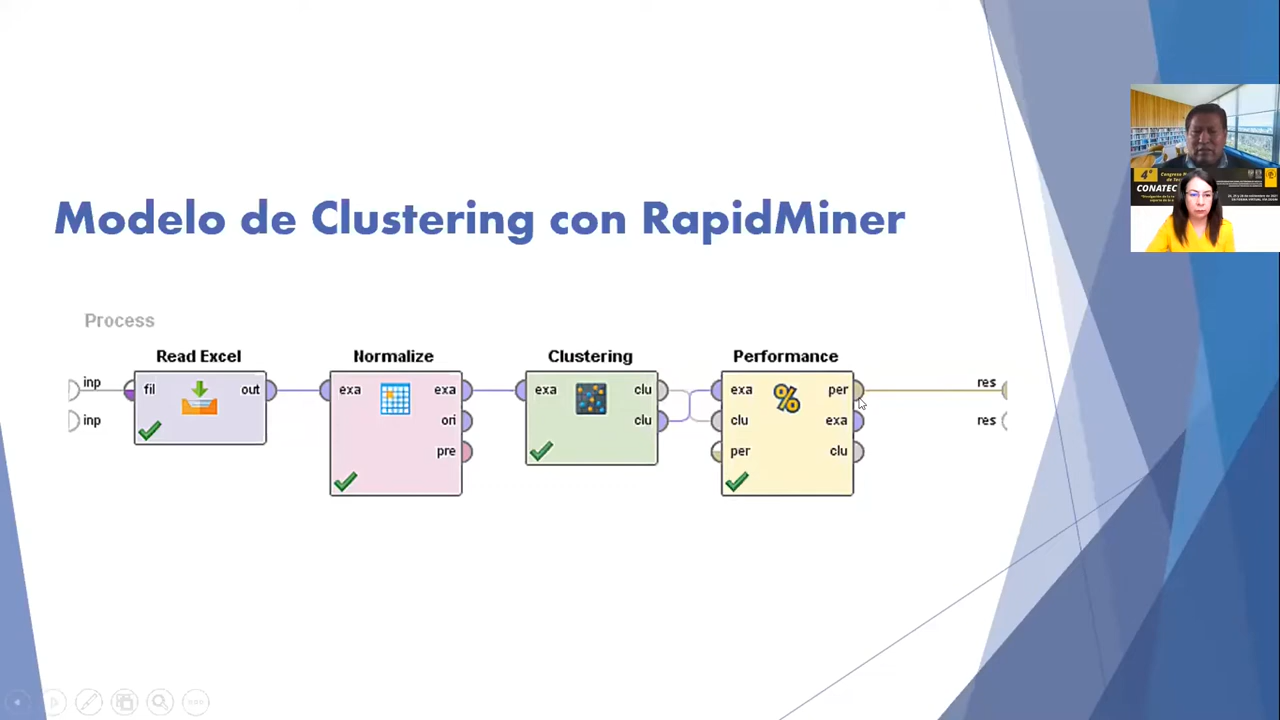 Modelo de Clustering con RapidMiner
Process
Read Excel
Normalize
Clustering
Performance
inp
inp
fil
out
exa
exa
ori
pre
exa
clu
clu
exa
clu
per
per
exa
clu
res
res
4°
CONATEC